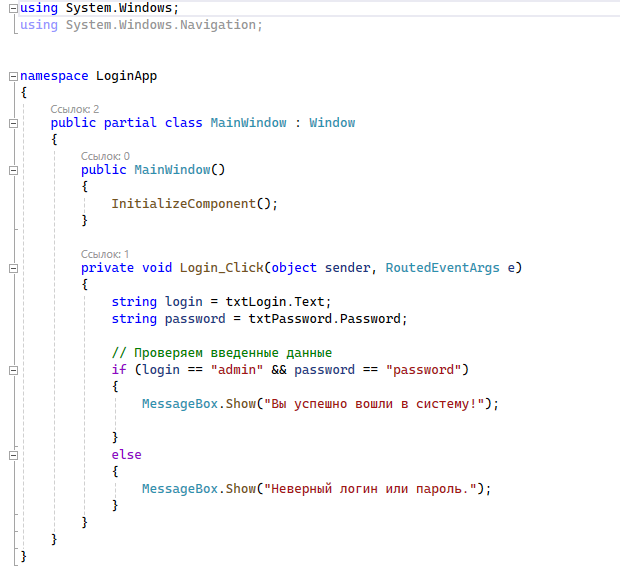 using System.Windows;
using System.Windows.Navigation;
namespace LoginApp
{
Ссылок: 2
public partial class MainWindow : Window
{
Ссылок: 0
public MainWindow()
{
InitializeComponent();
}
Ссылок: 1
private void Login_Click(object sender, RoutedEventArgs e)
{
string login = txtLogin.Text;
string password = txtPassword.Password;
// Проверяем введенные данные
if (login == "admin" && password == "password")
{
MessageBox.Show("Вы успешно вошли в систему!");
}
else
{
MessageBox.Show("Неверный логин или пароль.");
}
}
}
}